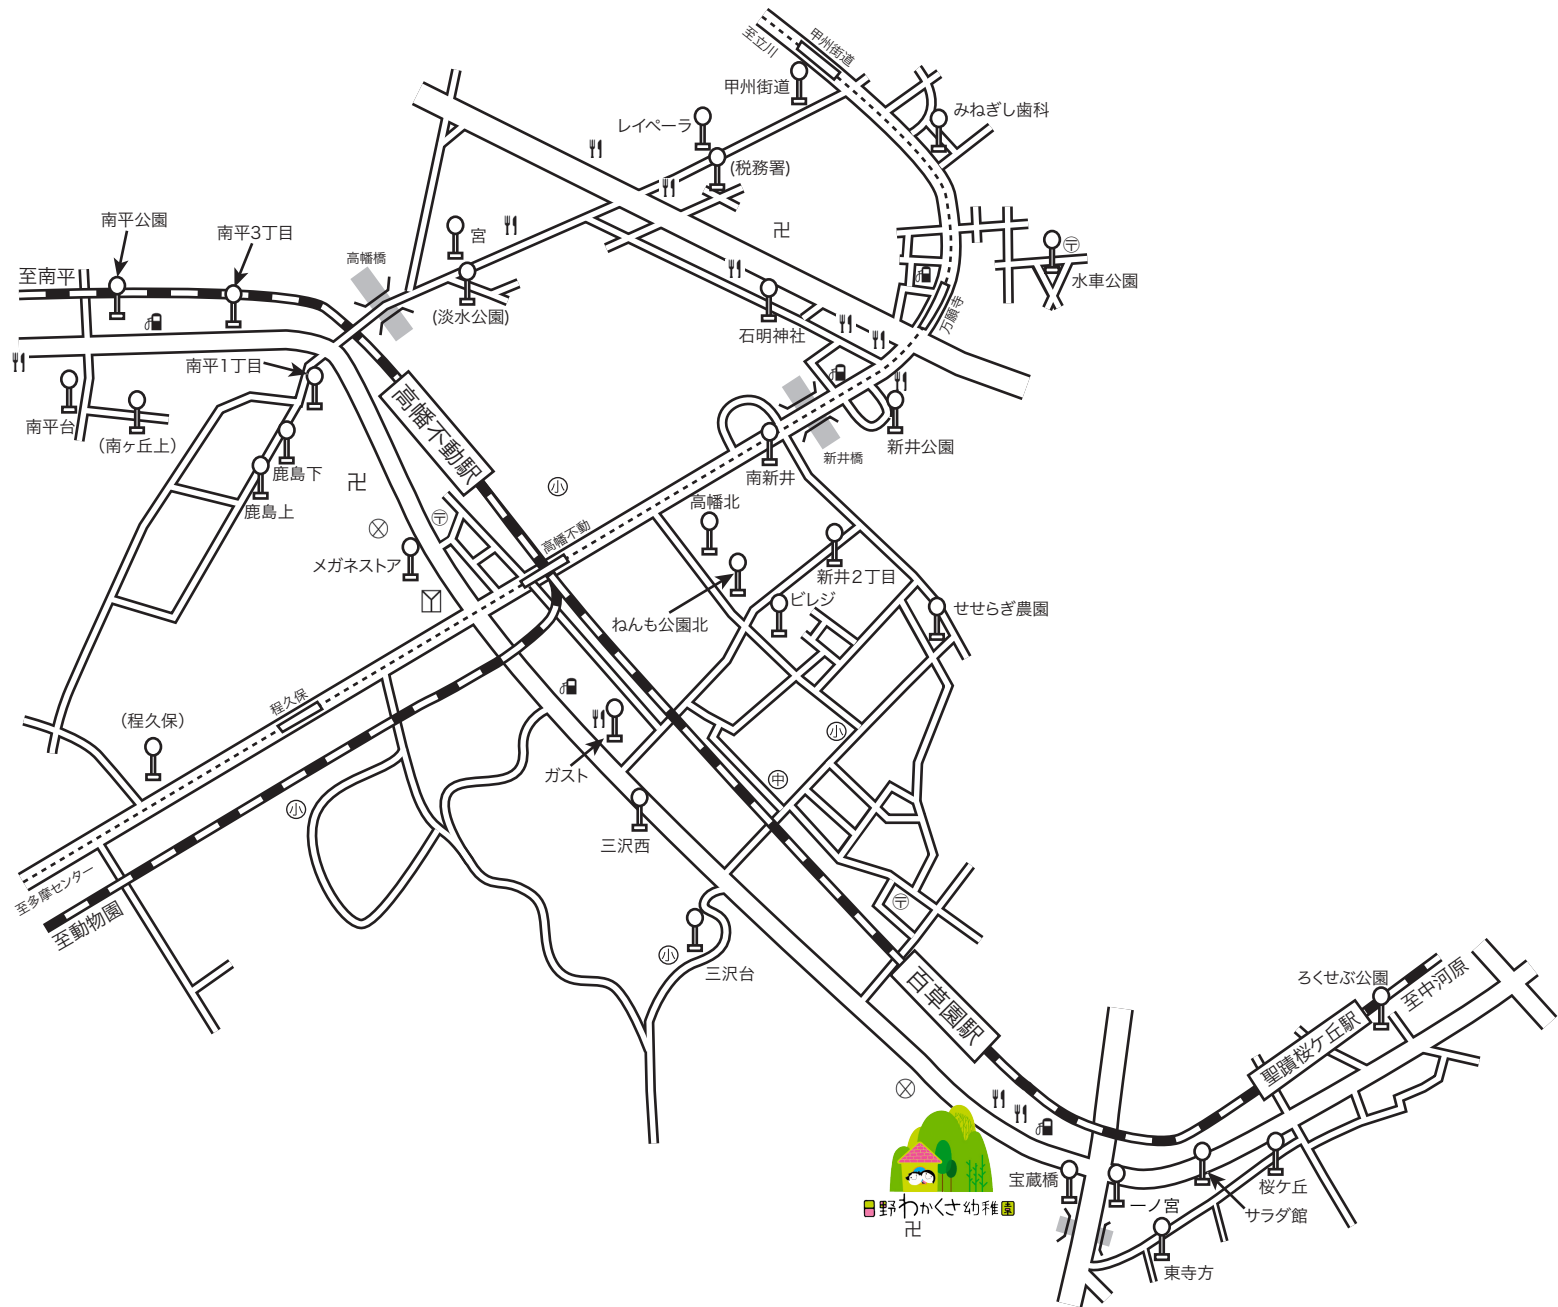 至立川
甲州街道
甲州街道
みねぎし歯科
レイペーラ
(税務署)
南平公園
南平3丁目
宮
高幡橋
至南平
〒
水車公園
(淡水公園)
石明神社
万願寺
南平1丁目
高幡不動駅
南平台
(南ヶ丘上)
鹿島下
鹿島上
新井公園
新井橋
南新井
小
高幡北
〒
高幡不動
メガネストア
新井2丁目
ビレジ
ねんも公園北
せせらぎ農園
程久保
(程久保)
小
ガスト
中
小
三沢西
至多摩センター
至動物園
〒
小
三沢台
百草園駅
ろくせぶ公園
至中河原
聖蹟桜ケ丘駅
宝蔵橋
一ノ宮
桜ケ丘
サラダ館
日野わかくさ幼稚園
東寺方